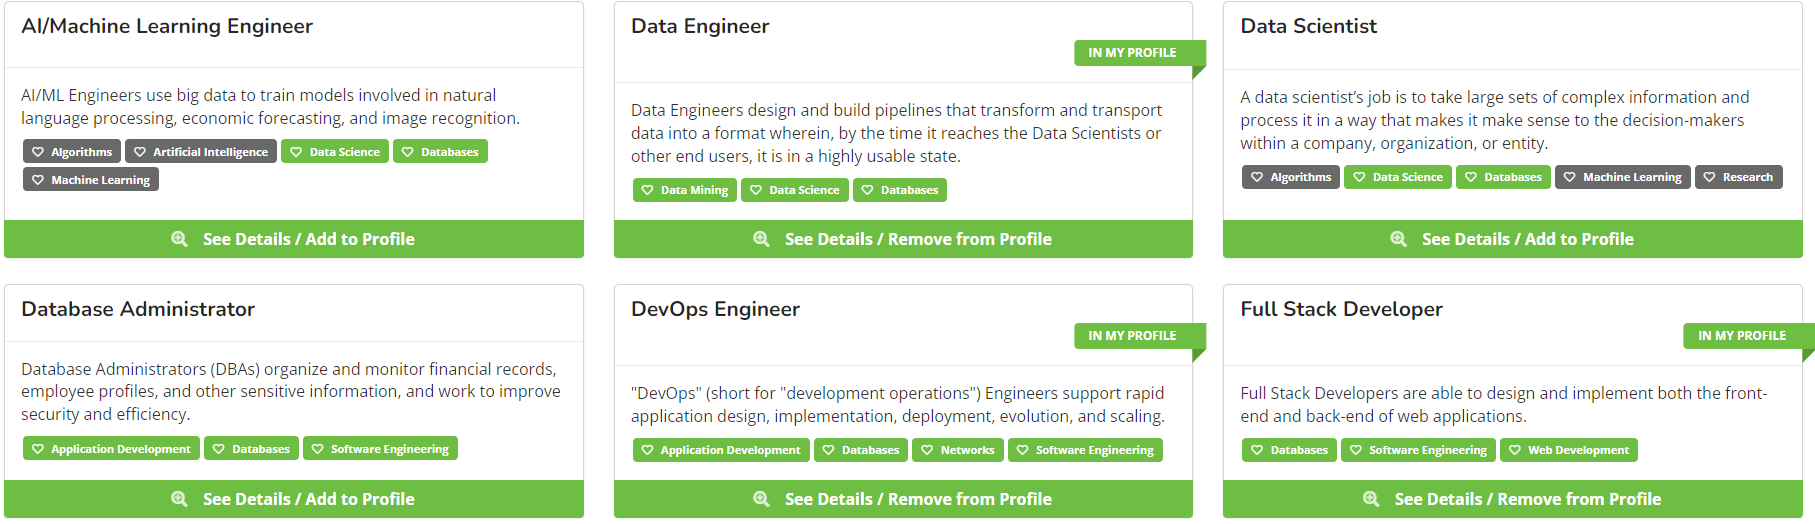 AI/Machine Learning Engineer
AI/ML Engineers use big data to train models involved in natural
language processing, economic forecasting, and image recognition.
Algorithms Artificial Intelligence Data Science Databases
Machine Learning
See Details / Add to Profile
Data Engineer
IN MY PROFILE
Data Engineers design and build pipelines that transform and transport
data into a format wherein, by the time it reaches the Data Scientists or
other end users, it is in a highly usable state.
Data Mining Data Science Databases
See Details / Remove from Profile
Data Scientist
A data scientist’s job is to take large sets of complex information and
process it in a way that makes it make sense to the decision-makers
within a company, organization, or entity.
Algorithms Data Science Databases Machine Learning Research
See Details / Add to Profile
Database Administrator
Database Administrators (DBAs) organize and monitor financial records,
employee profiles, and other sensitive information, and work to improve
security and efficiency.
Application Development Databases Software Engineering
See Details / Add to Profile
DevOps Engineer
IN MY PROFILE
"DevOps" (short for "development operations") Engineers support rapid
application design, implementation, deployment, evolution, and scaling.
Application Development Databases Networks Software Engineering
See Details / Remove from Profile
Full Stack Developer
IN MY PROFILE
Full Stack Developers are able to design and implement both the front-
end and back-end of web applications.
Databases Software Engineering Web Development
See Details / Remove from Profile